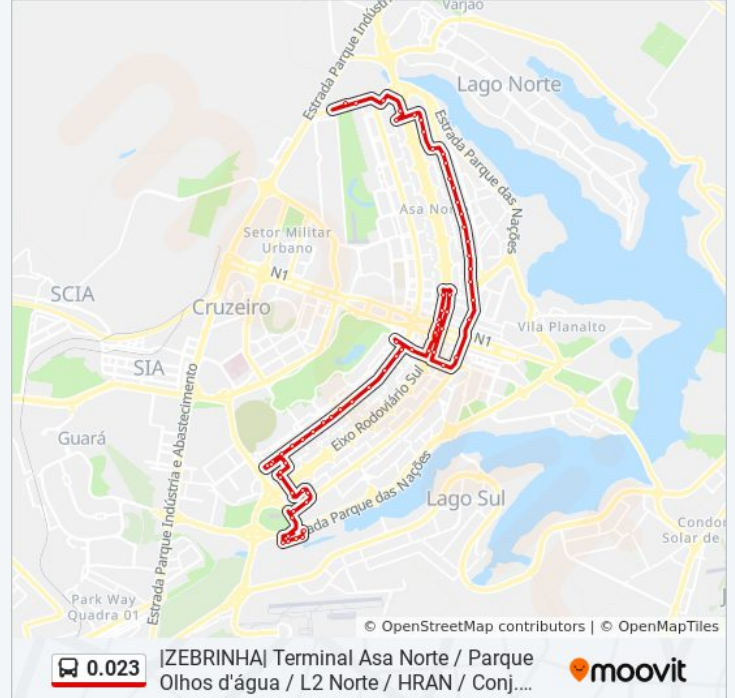 Varjão
Lago Norte
Estrada Parque Indústri
Estrada Parque das Nações
Asa Nor
Setor Militar
Urbano
N1
SCIA
Cruzeiro
Vila Planalto
N1
SIA
Eixo Rodoviário Sul
Estrada Parque Indústria e Abastecimento
Guará
ada Parque das Nações
Lago Sul
Condo
Solar de
Park Way
Quadra 01
© OpenStreetMap contributors | © OpenMapTiles
0.023
|ZEBRINHA| Terminal Asa Norte / Parque
Olhos d'água / L2 Norte / HRAN / Conj....
moovit